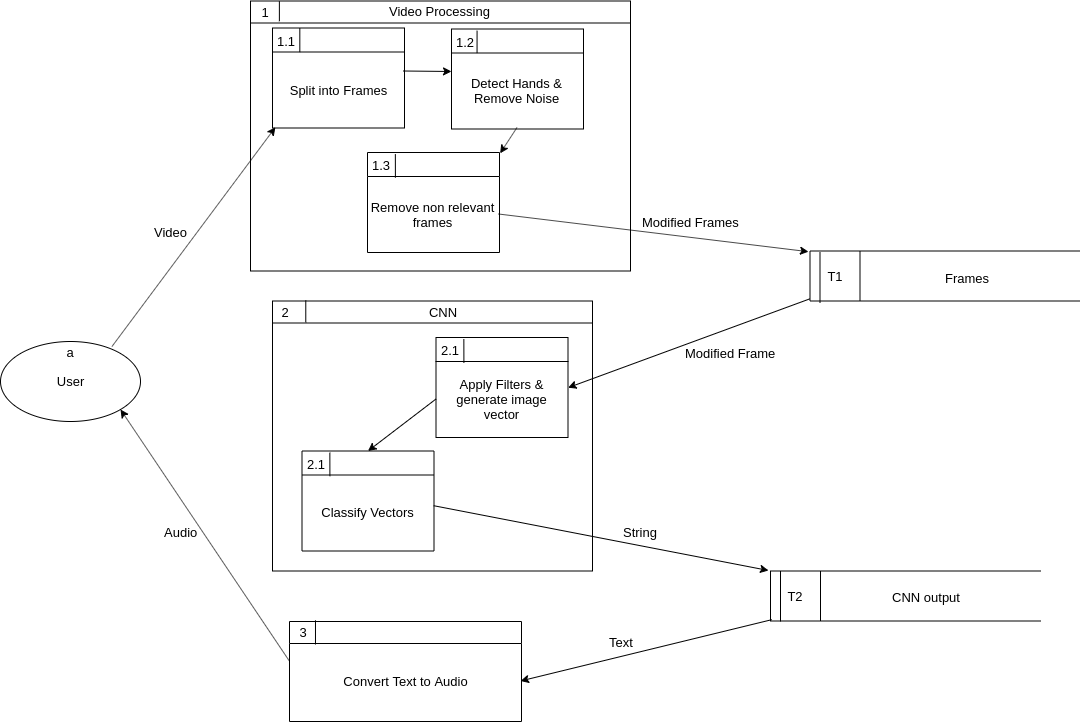 1
Video Processing
1.1
Split into Frames
1.2
Detect Hands &
Remove Noise
1.3
Remove non relevant
frames
Video
Modified Frames
T1
Frames
2
CNN
2.1
Apply Filters &
generate image
vector
Modified Frame
a
User
2.1
Classify Vectors
Audio
String
T2
CNN output
3
Convert Text to Audio
Text